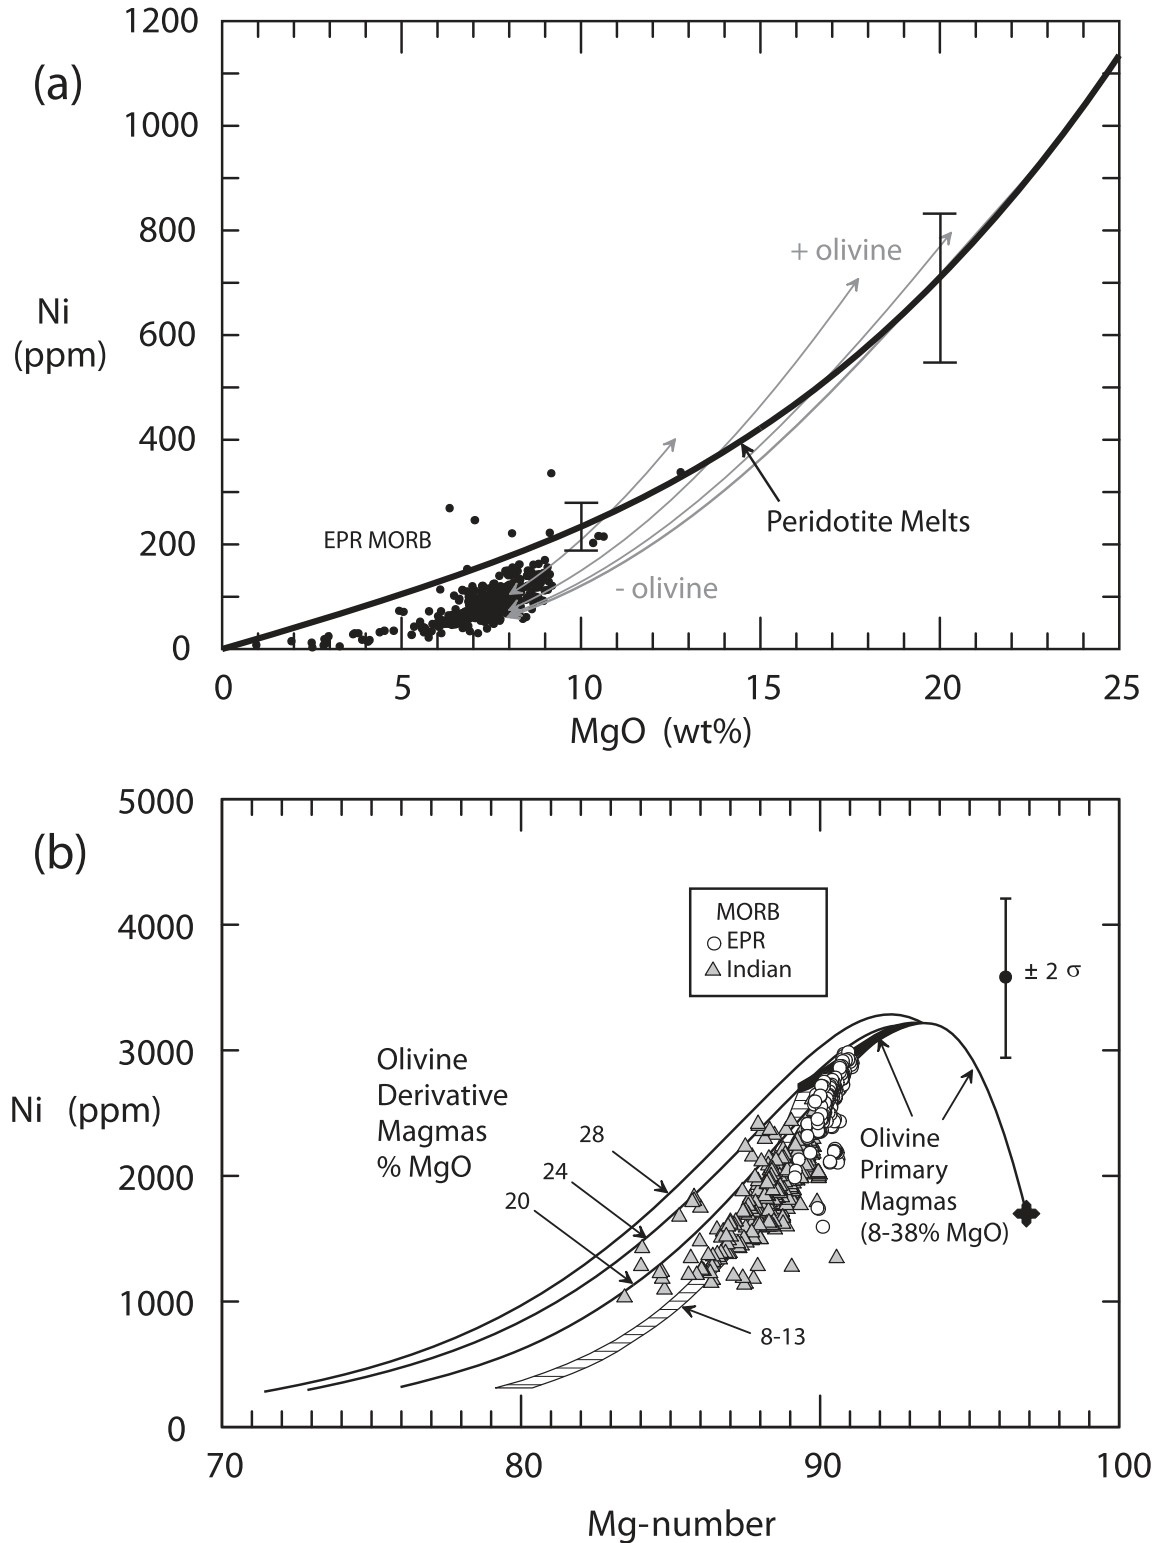 (a)
1200
1000
800
600
400
200
0
Ni
(ppm)
+ olivine
EPR MORB
Peridotite Melts
- olivine
0 5 10 15 20 25
MgO (wt%)
(b)
5000
4000
3000
2000
1000
0
Ni (ppm)
MORB
EPR
Indian
± 2 σ
Olivine
Derivative
Magmas
% MgO
28
24
20
8-13
Olivine
Primary
Magmas
(8-38% MgO)
70 80 90 100
Mg-number